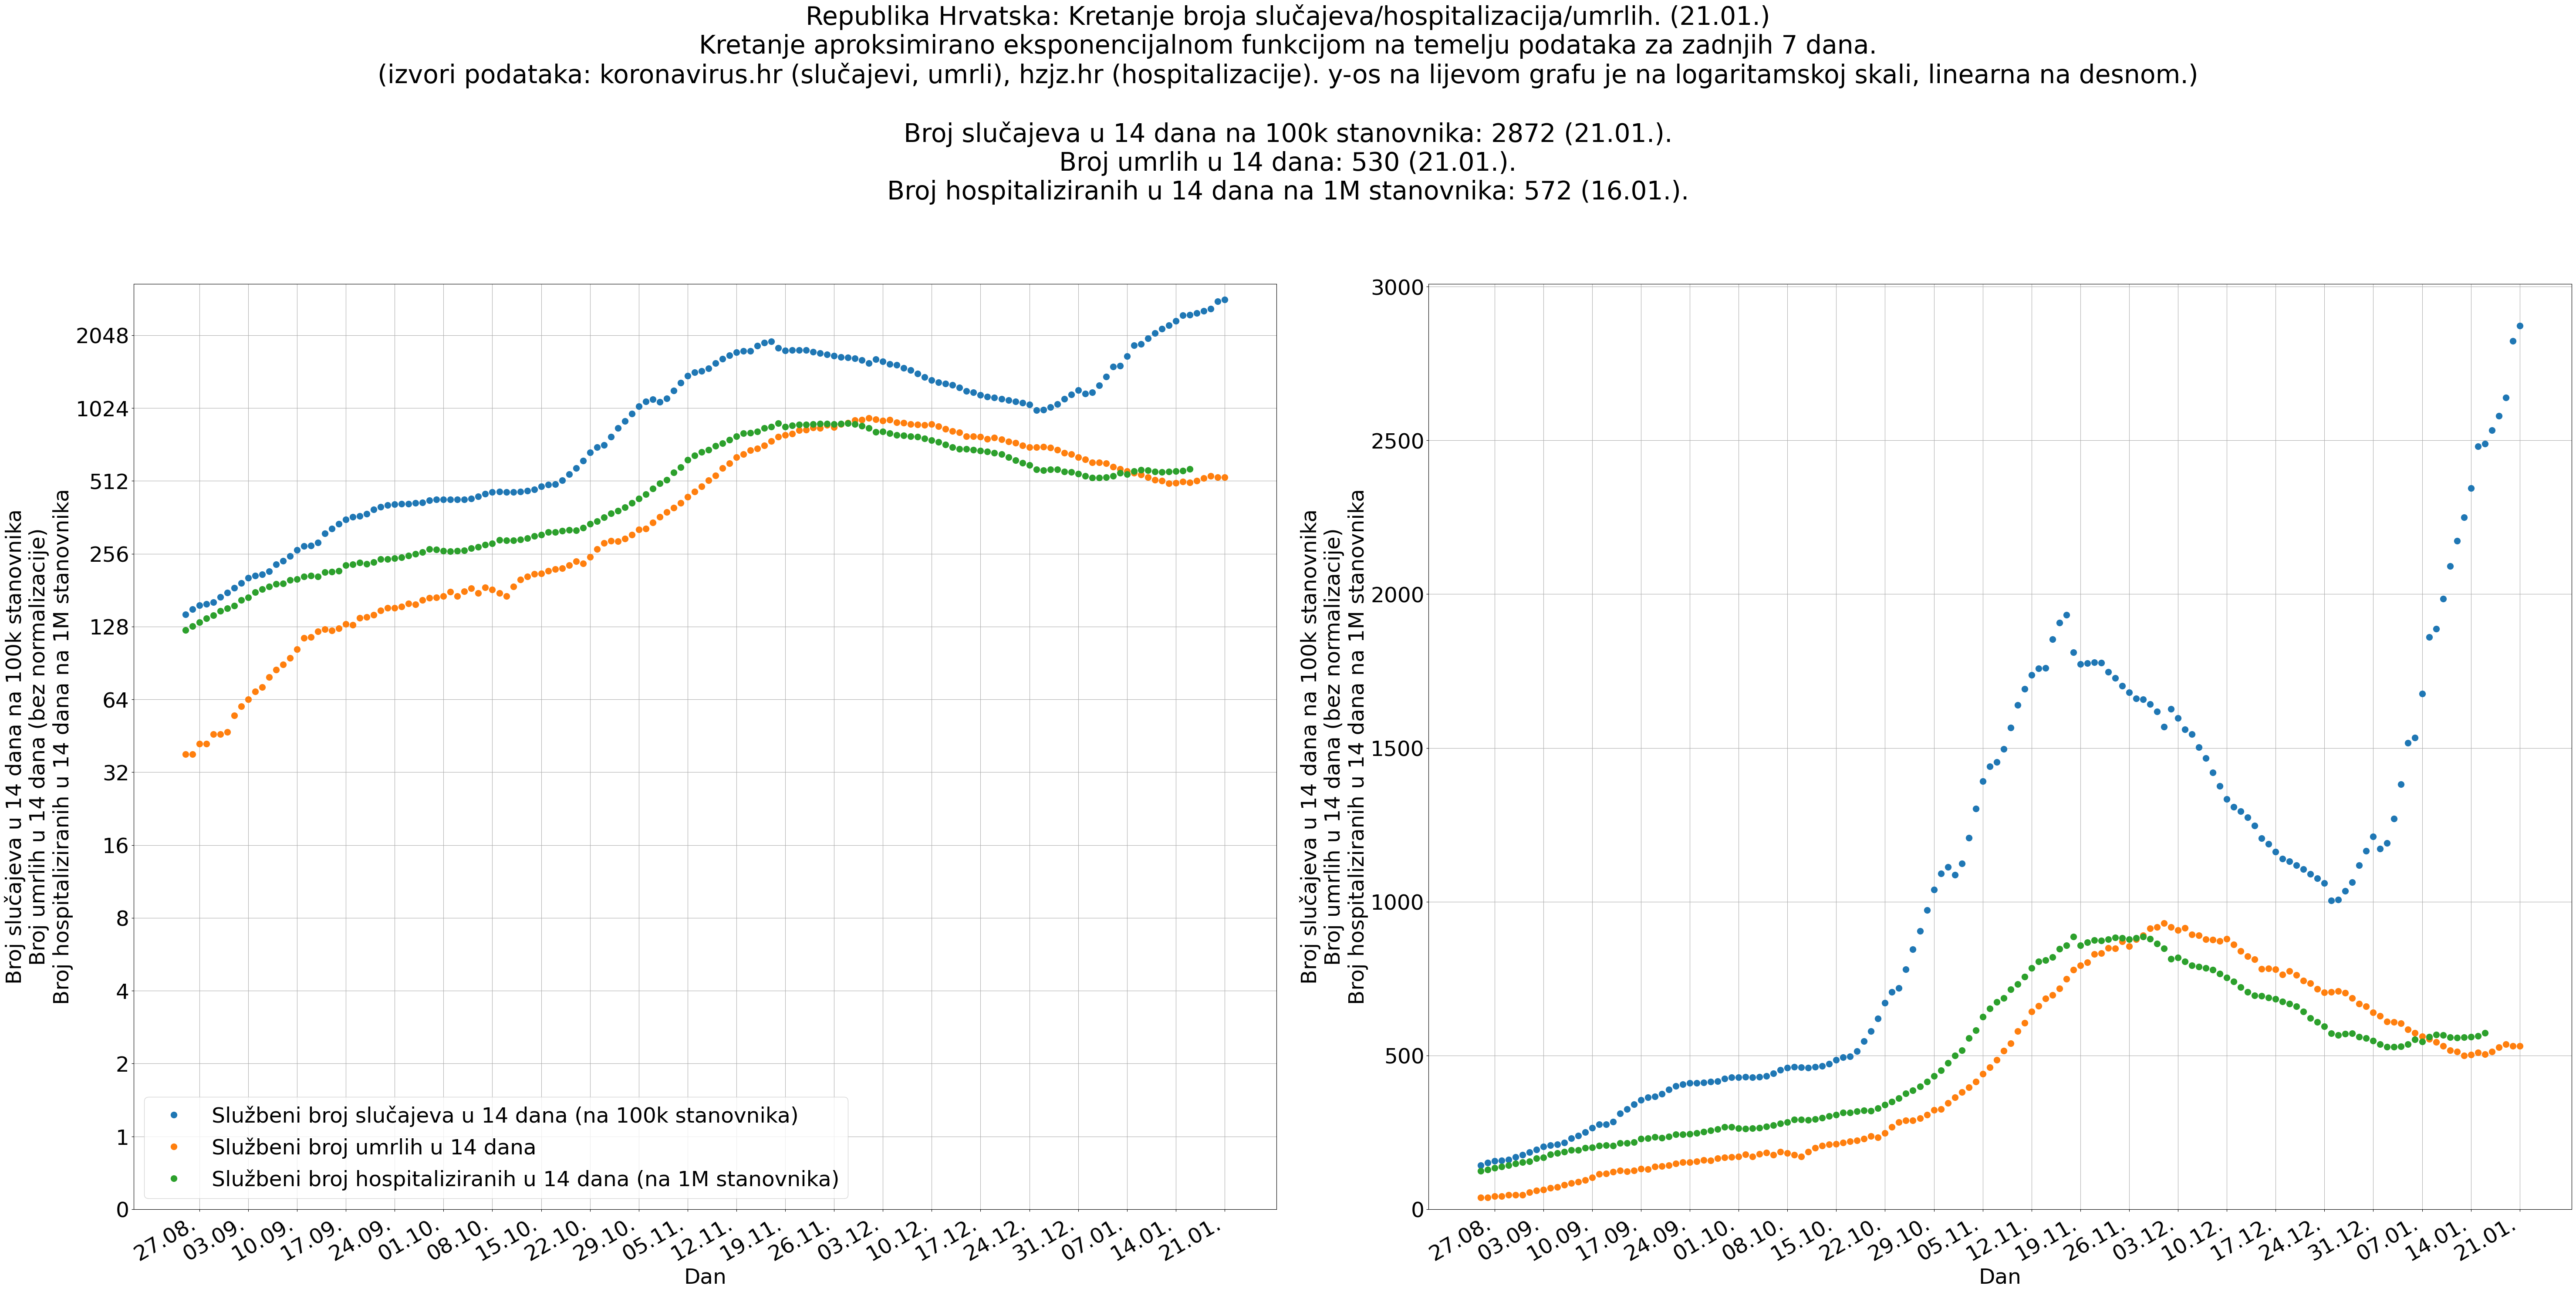 Republika Hrvatska: Kretanje broja slučajeva/hospitalizacija/umrlih. (21.01.)
Kretanje aproksimirano eksponencijalnom funkcijom na temelju podataka za zadnjih 7 dana.
(izvori podataka: koronavirus.hr (slučajevi, umrli), hzjz.hr (hospitalizacije). y-os na lijevom grafu je na logaritamskoj skali, linearna na desnom.)
Broj slučajeva u 14 dana na 100k stanovnika: 2872 (21.01.).
Broj umrlih u 14 dana: 530 (21.01.).
Broj hospitaliziranih u 14 dana na 1M stanovnika: 572 (16.01.).
Broj slučajeva u 14 dana na 100k stanovnika
Broj umrlih u 14 dana (bez normalizacije)
Broj hospitaliziranih u 14 dana na 1M stanovnika
2048
1024
512
256
128
64
32
16
8
4
2
1
0
Službeni broj slučajeva u 14 dana (na 100k stanovnika)
Službeni broj umrlih u 14 dana
Službeni broj hospitaliziranih u 14 dana (na 1M stanovnika)
27.08. 03.09. 10.09. 17.09. 24.09. 01.10. 08.10. 15.10. 22.10. 29.10. 05.11. 12.11. 19.11. 26.11. 03.12. 10.12. 17.12. 24.12. 31.12. 07.01. 14.01. 21.01.
Dan
Broj slučajeva u 14 dana na 100k stanovnika
Broj umrlih u 14 dana (bez normalizacije)
Broj hospitaliziranih u 14 dana na 1M stanovnika
3000
2500
2000
1500
1000
500
0
27.08. 03.09. 10.09. 17.09. 24.09. 01.10. 08.10. 15.10. 22.10. 29.10. 05.11. 12.11. 19.11. 26.11. 03.12. 10.12. 17.12. 24.12. 31.12. 07.01. 14.01. 21.01.
Dan